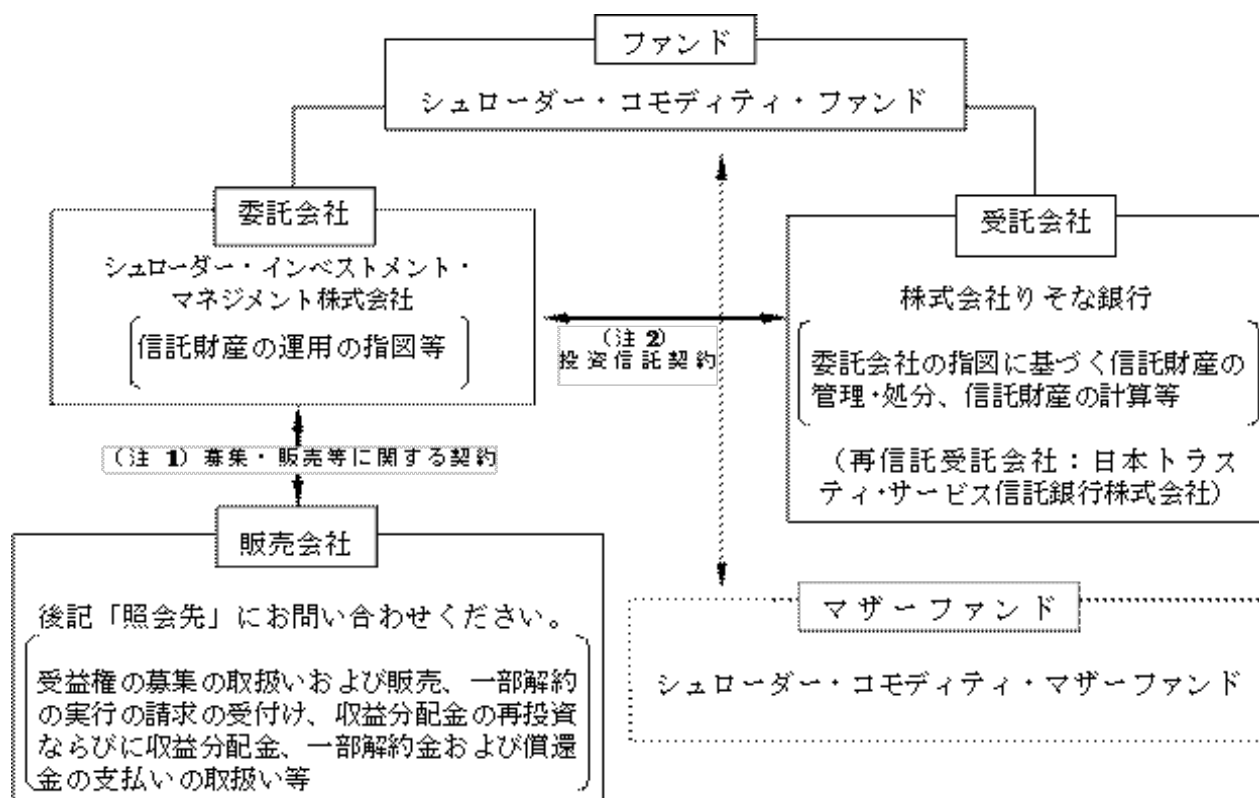 ファンド
シュローダー・コモディティ・ファンド
委託会社
シュローダー・インベストメント・
マネジメント株式会社
信託財産の運用の指図等
(注 2)
投資信託契約
受託会社
株式会社りそな銀行
委託会社の指図に基づく信託財産の
管理・処分、信託財産の計算等
(再信託受託会社：日本トラス
ティ・サービス信託銀行株式会社)
(注 1) 募集・販売等に関する契約
販売会社
後記「照会先」にお問い合わせください。
受益権の募集の取扱いおよび販売、一部解約
の実行の請求の受付け、収益分配金の再投資
ならびに収益分配金、一部解約金および償還
金の支払いの取扱い等
マザーファンド
シュローダー・コモディティ・マザーファンド